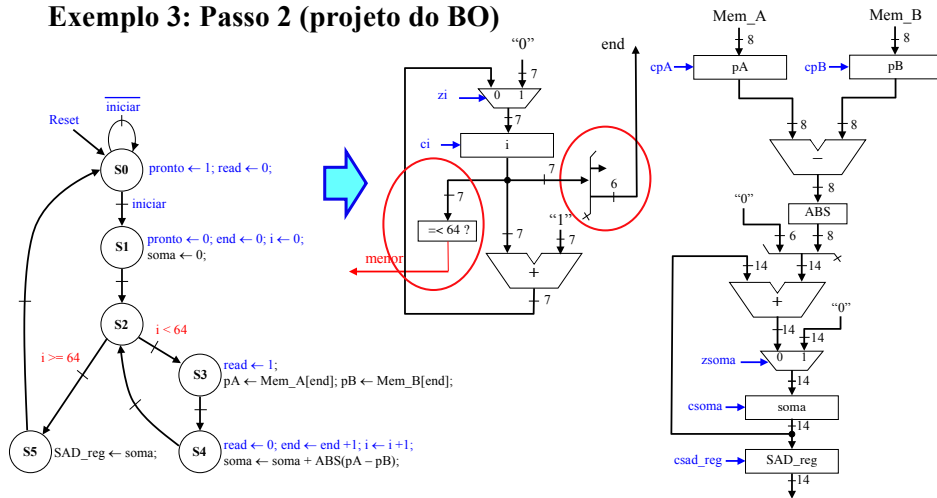 Exemplo 3: Passo 2 (projeto do BO)
iniciar
Reset
S0
pronto ← 1; read ← 0;
iniciar
S1
pronto ← 0; end ← 0; i ← 0;
soma ← 0;
S2
i < 64
i >= 64
S3
read ← 1;
pA ← Mem_A[end]; pB ← Mem_B[end];
S4
read ← 0; end ← end +1; i ← i +1;
soma ← soma + ABS(pA – pB);
S5
SAD_reg ← soma;
“0”
7
zi
0 1
7
ci
i
7
7
=< 64 ?
menor
7
“1”
7
+
7
end
6
Mem_A
8
cpA
pA
Mem_B
8
cpB
pB
8
8
–
8
ABS
“0”
6
8
14
14
+
14
“0”
14
zsoma
0 1
14
csoma
soma
14
csad_reg
SAD_reg
14